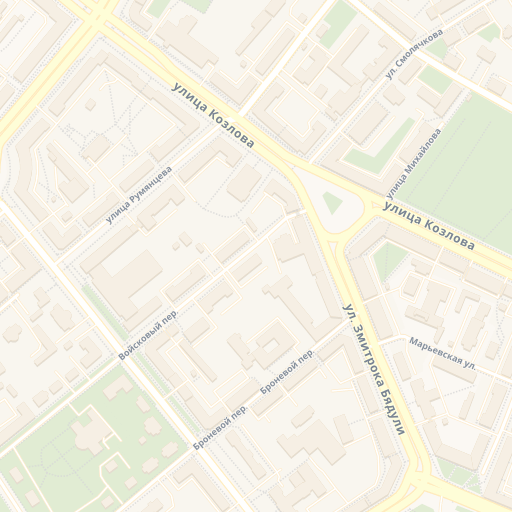 ул. Смолячкова
улица Козлова
улица Михайлова
улица Румянцева
улица Козлова
Войсковый пер.
ул. Змитрока Бядули
Марьевская ул.
Броневой пер.
Броневой пер.